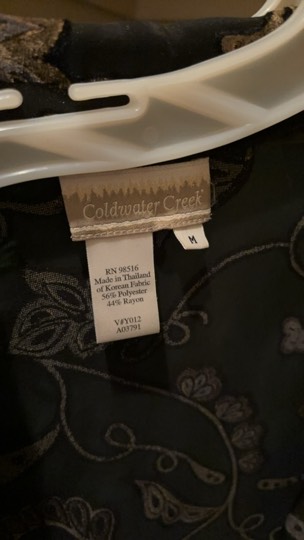 Coldwater Creek
M
RN 98516
Made in Thailand
of Korean Fabric
56% Polyester
44% Rayon
V#Y012
A03791